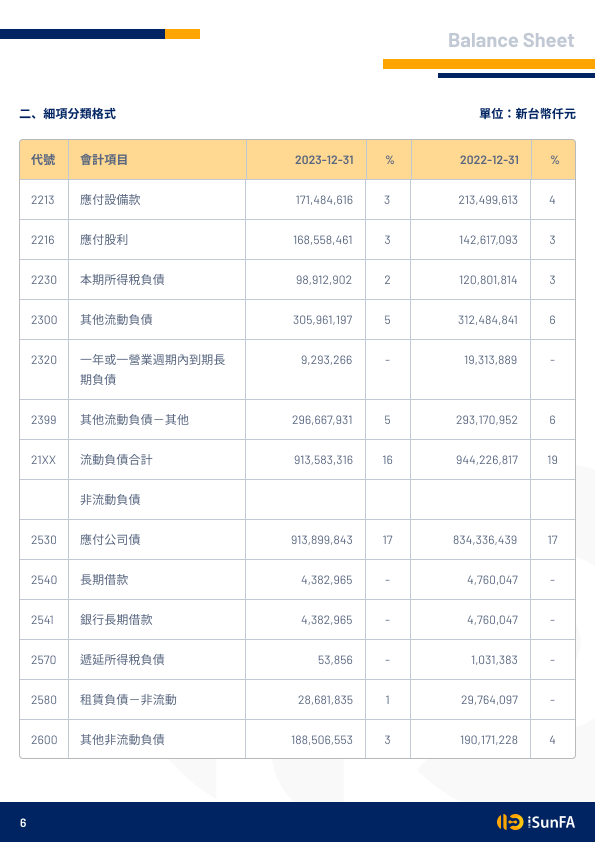 Balance Sheet
二、細項分類格式 單位：新台幣仟元
代號 會計項目 2023-12-31 % 2022-12-31 %
2213 應付設備款 171,484,616 3 213,499,613 4
2216 應付股利 168,558,461 3 142,617,093 3
2230 本期所得稅負債 98,912,902 2 120,801,814 3
2300 其他流動負債 305,961,197 5 312,484,841 6
2320 一年或一營業週期內到期長 9,293,266 - 19,313,889 -
期負債
2399 其他流動負債－其他 296,667,931 5 293,170,952 6
21XX 流動負債合計 913,583,316 16 944,226,817 19
非流動負債
2530 應付公司債 913,899,843 17 834,336,439 17
2540 長期借款 4,382,965 - 4,760,047 -
2541 銀行長期借款 4,382,965 - 4,760,047 -
2570 遞延所得稅負債 53,856 - 1,031,383 -
2580 租賃負債－非流動 28,681,835 1 29,764,097 -
2600 其他非流動負債 188,506,553 3 190,171,228 4
6 iSunFA